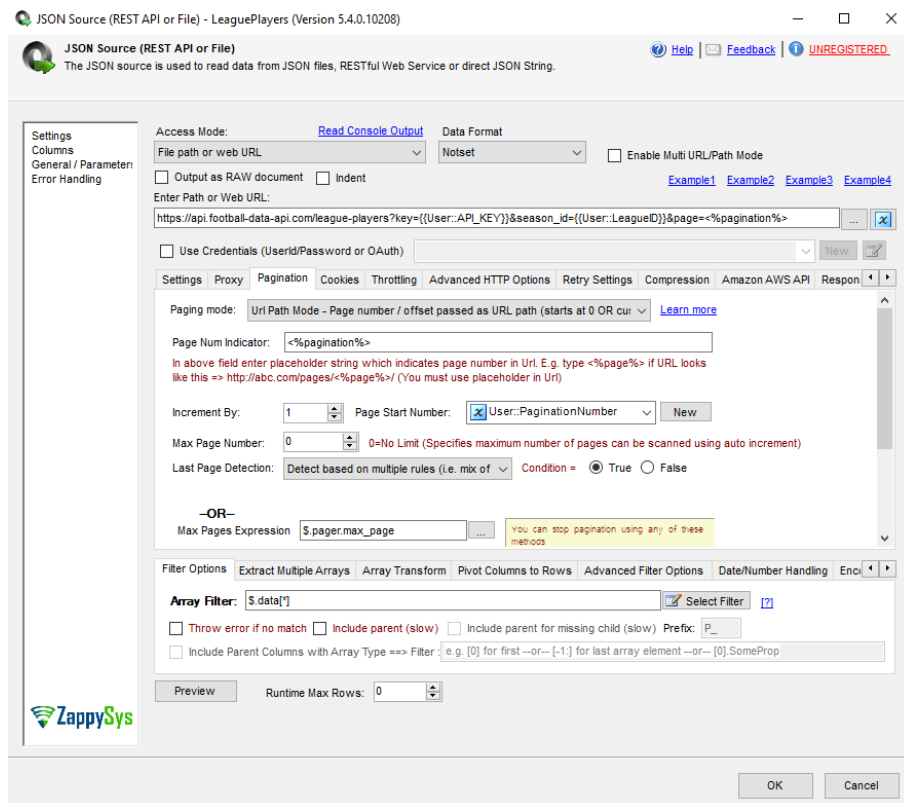 JSON Source (REST API or File) - LeaguePlayers (Version 5.4.0.10208)
JSON Source (REST API or File)
The JSON source is used to read data from JSON files, RESTful Web Service or direct JSON String.
Help Feedback UNREGISTERED
Settings
Columns
General / Parameters
Error Handling
Access Mode: Read Console Output Data Format
File path or web URL Notset Enable Multi URL/Path Mode
Output as RAW document Indent Example1 Example2 Example3 Example4
Enter Path or Web URL:
https://api.football-data-api.com/league-players?key={{User::API_KEY}}&season_id={{User::LeagueID}}&page=<%pagination%> ...
Use Credentials (UserId/Password or OAuth) New
Settings Proxy Pagination Cookies Throttling Advanced HTTP Options Retry Settings Compression Amazon AWS API Respon
Paging mode: Url Path Mode - Page number / offset passed as URL path (starts at 0 OR cu Learn more
Page Num Indicator: <%pagination%>
In above field enter placeholder string which indicates page number in Url. E.g. type <%page%> if URL looks
like this => http://abc.com/pages/<%page%>/ (You must use placeholder in Url)
Increment By: 1 Page Start Number: User::PaginationNumber New
Max Page Number: 0 0=No Limit (Specifies maximum number of pages can be scanned using auto increment)
Last Page Detection: Detect based on multiple rules (i.e. mix of Condition = True False
--OR--
Max Pages Expression $.pager.max_page ... You can stop pagination using any of these
methods
Filter Options Extract Multiple Arrays Array Transform Pivot Columns to Rows Advanced Filter Options Date/Number Handling Enc
Array Filter: $.data[*] Select Filter [?]
Throw error if no match Include parent (slow) Include parent for missing child (slow) Prefix: P_
Include Parent Columns with Array Type ==> Filter : e.g. [0] for first --or-- [-1:] for last array element --or-- [0].SomeProp
Preview Runtime Max Rows: 0
ZappySys
OK Cancel